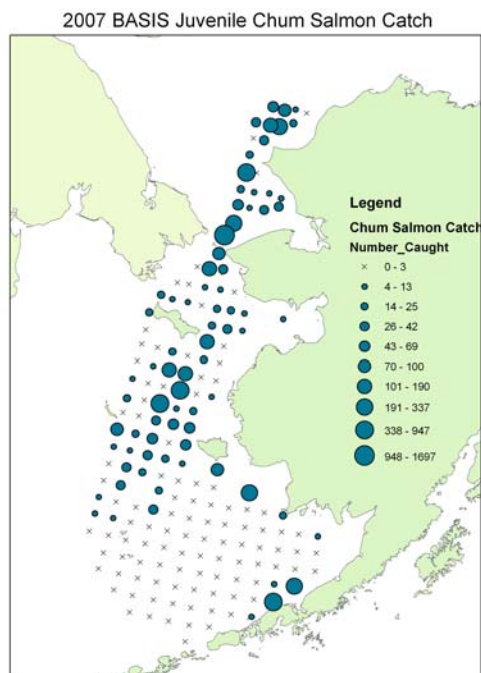 2007 BASIS Juvenile Chum Salmon Catch
Legend
Chum Salmon Catch
Number_Caught
0 - 3
4 - 13
14 - 25
26 - 42
43 - 69
70 - 100
101 - 190
191 - 337
338 - 947
948 - 1697